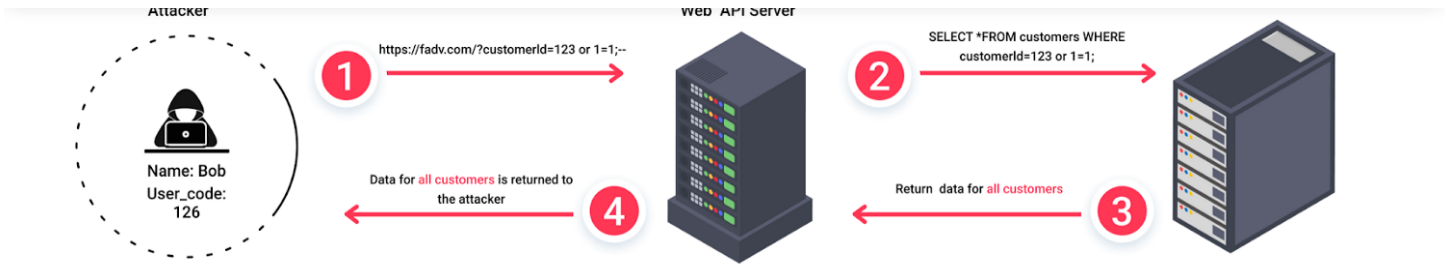 Attacker
Web API Server
1
https://fadv.com/?customerId=123 or 1=1;--
2
SELECT *FROM customers WHERE
customerId=123 or 1=1;
Name: Bob
User_code:
126
Data for all customers is returned to
the attacker
4
Return data for all customers
3